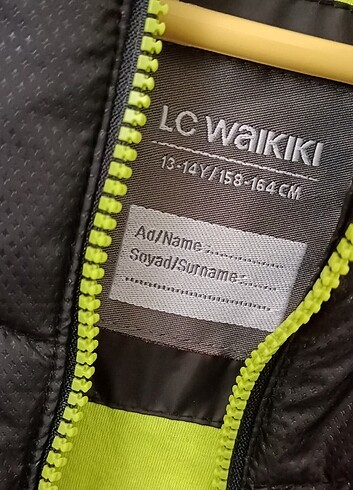 LC WAIKIKI
13-14Y/158-164 CM
Ad/Name :...............
Soyad/Surname :..........
..............................